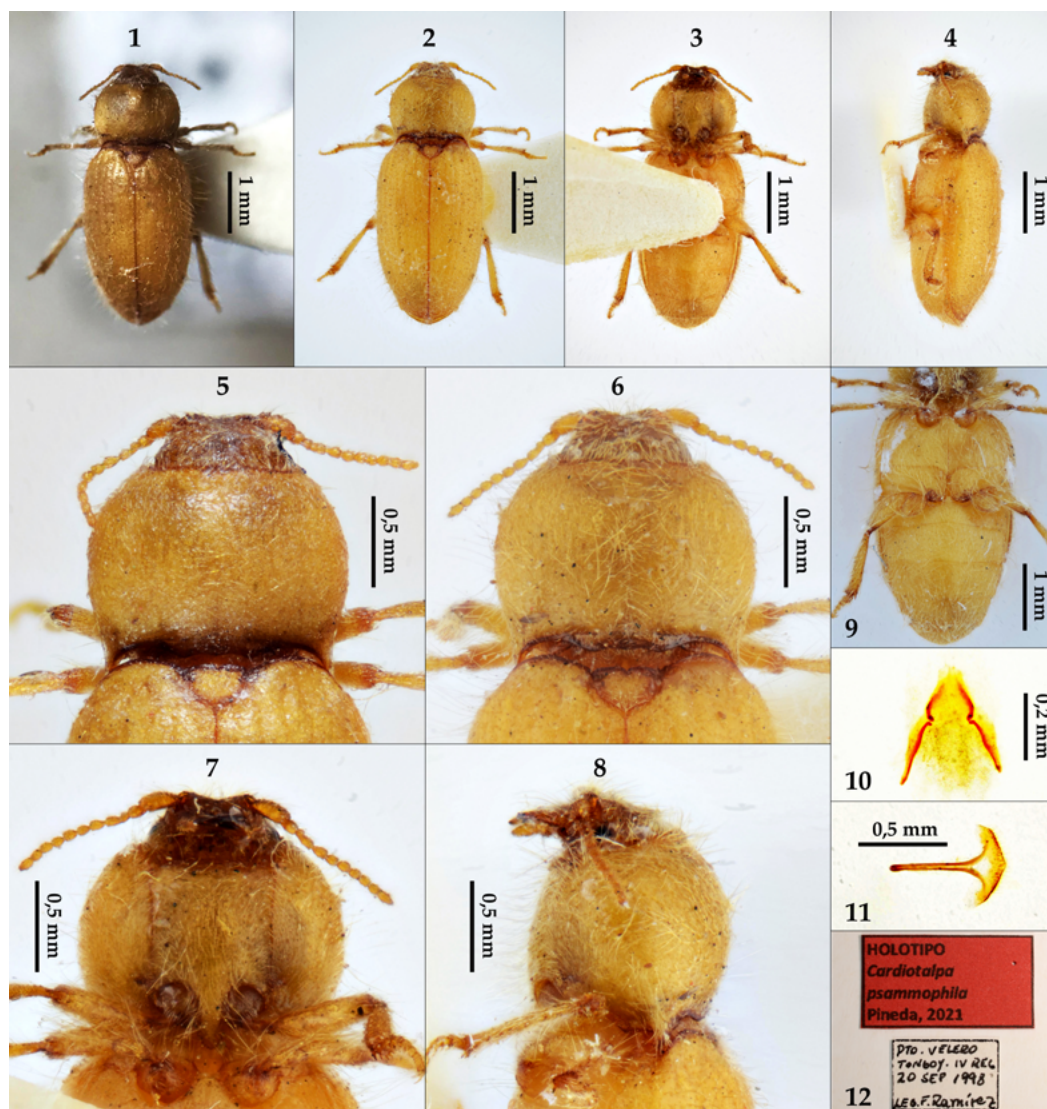 1
2
3
4
1 mm
1 mm
1 mm
1 mm
5
6
0,5 mm
0,5 mm
9
1 mm
10
0,2 mm
7
8
0,5 mm
0,5 mm
0,5 mm
11
HOLOTIPO
Cardiotalpa
psammophila
Pineda, 2021
PTO. VELERO
TONGOY. IV REG
20 SEP 1998
LEG. F. Ramírez
12